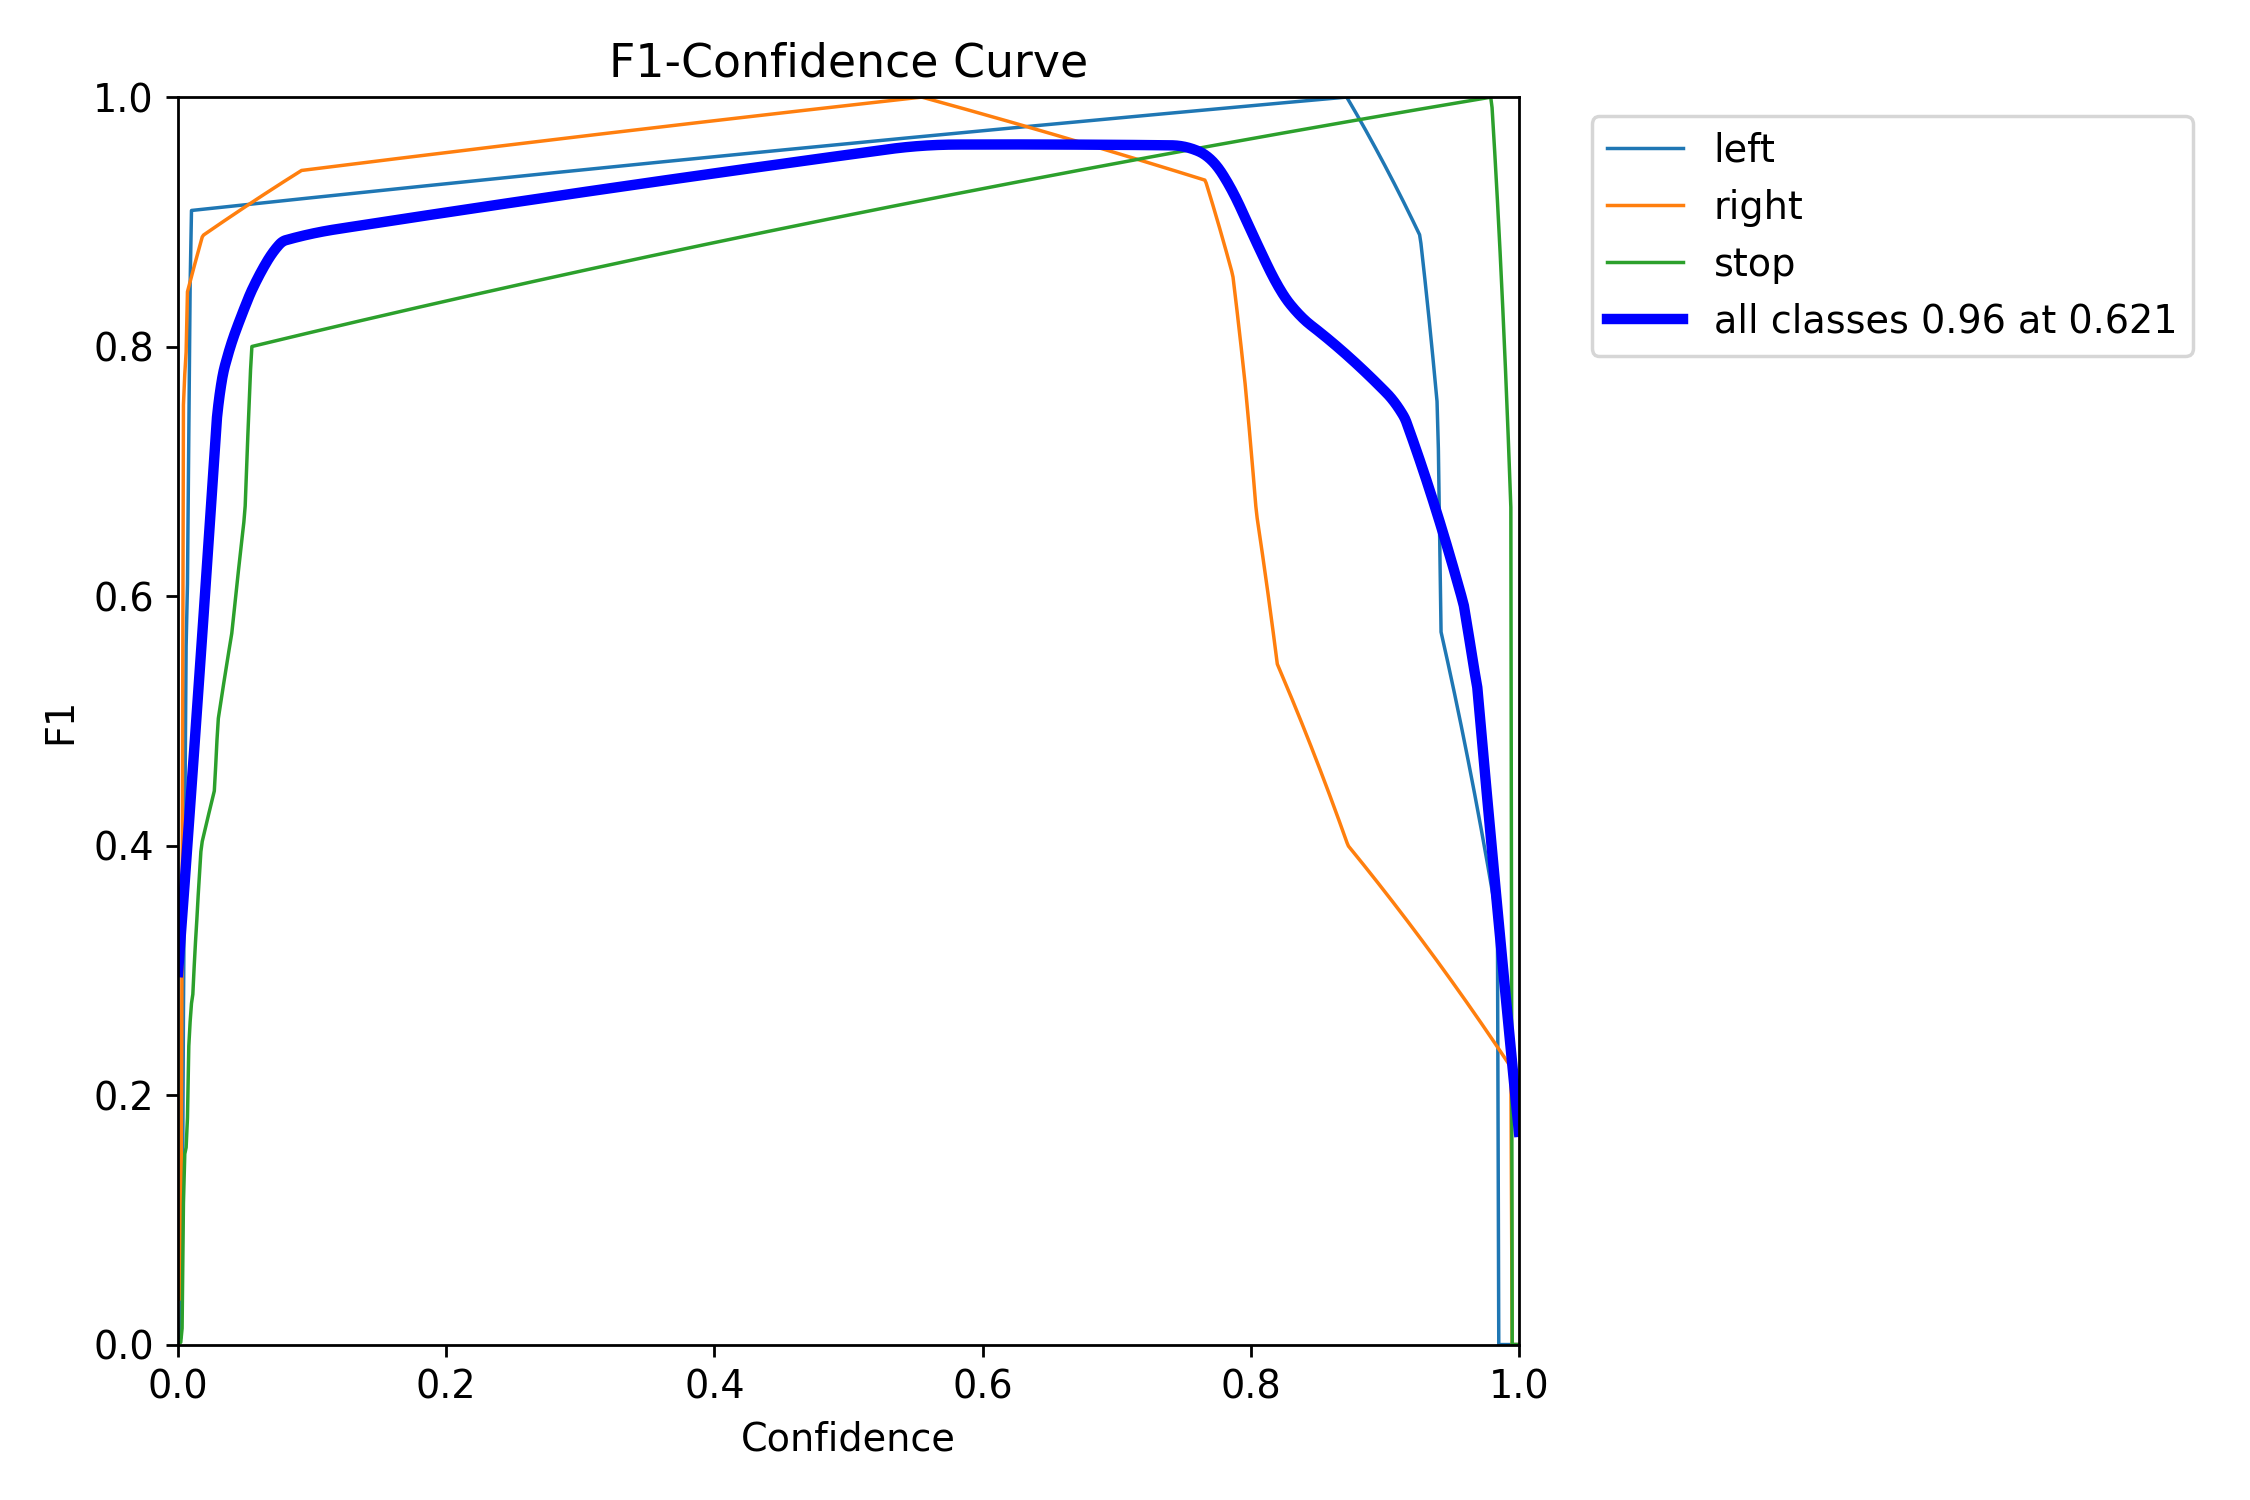 F1-Confidence Curve
1.0
0.8
0.6
0.4
0.2
0.0
F1
0.0 0.2 0.4 0.6 0.8 1.0
Confidence
left
right
stop
all classes 0.96 at 0.621